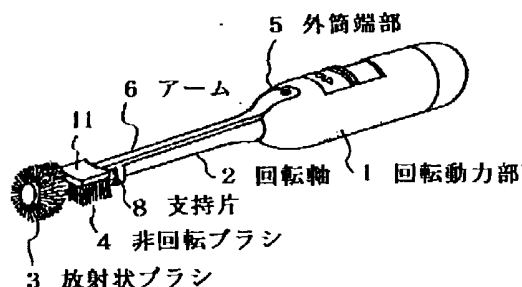 5 外筒端部
6 アーム
11
2 回転軸
1 回転動力部
8 支持片
4 非回転ブラシ
3 放射状ブラシ